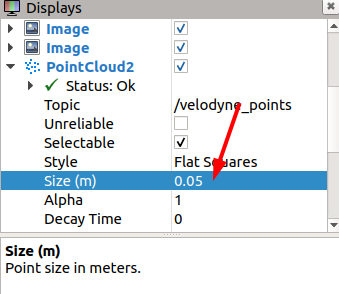 Displays
Image
Image
PointCloud2
Status: Ok
Topic /velodyne_points
Unreliable
Selectable
Style Flat Squares
Size (m) 0.05
Alpha 1
Decay Time 0
Size (m)
Point size in meters.